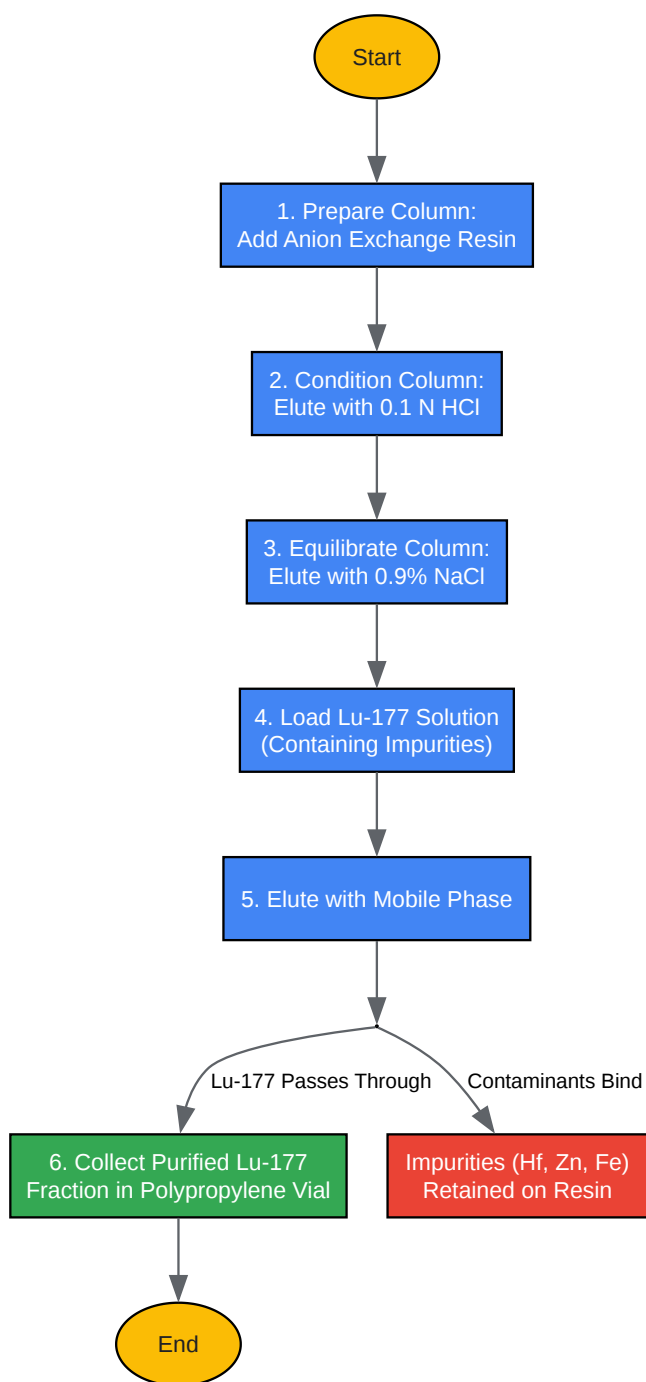 Start
1. Prepare Column:
Add Anion Exchange Resin
2. Condition Column:
Elute with 0.1 N HCl
3. Equilibrate Column:
Elute with 0.9% NaCl
4. Load Lu-177 Solution
(Containing Impurities)
5. Elute with Mobile Phase
Lu-177 Passes Through
Contaminants Bind
6. Collect Purified Lu-177
Fraction in Polypropylene Vial
Impurities (Hf, Zn, Fe)
Retained on Resin
End